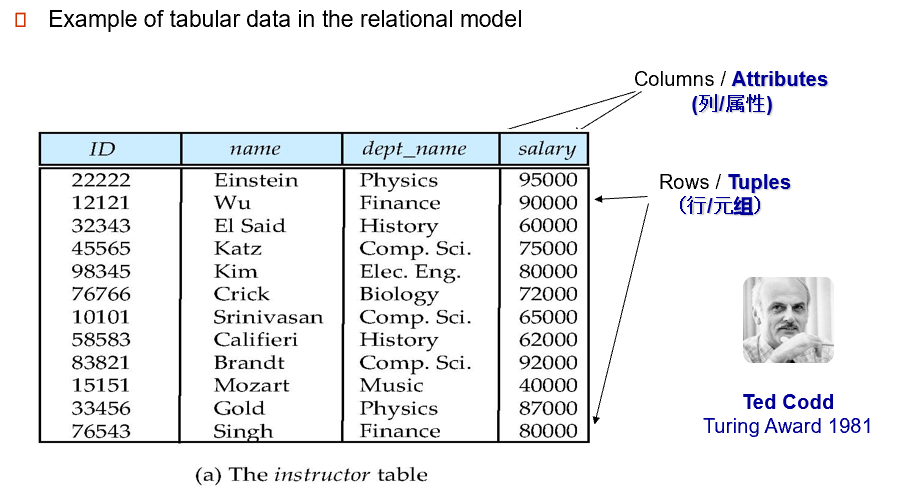 Example of tabular data in the relational model
Columns / Attributes
(列/属性)
ID name dept_name salary
22222 Einstein Physics 95000
12121 Wu Finance 90000
32343 El Said History 60000
45565 Katz Comp. Sci. 75000
98345 Kim Elec. Eng. 80000
76766 Crick Biology 72000
10101 Srinivasan Comp. Sci. 65000
58583 Califieri History 62000
83821 Brandt Comp. Sci. 92000
15151 Mozart Music 40000
33456 Gold Physics 87000
76543 Singh Finance 80000
Rows / Tuples
（行/元组）
Ted Codd
Turing Award 1981
(a) The instructor table